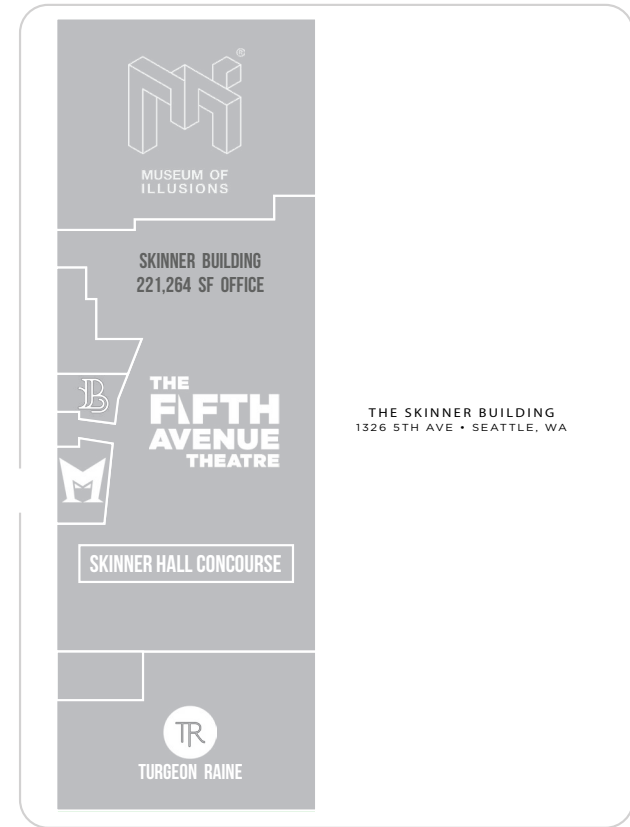 ®
MUSEUM OF
ILLUSIONS
SKINNER BUILDING
221,264 SF OFFICE
B
THE
FIFTH
AVENUE
THEATRE
M
SKINNER HALL CONCOURSE
TR
TURGEON RAINE
THE SKINNER BUILDING
1326 5TH AVE • SEATTLE, WA